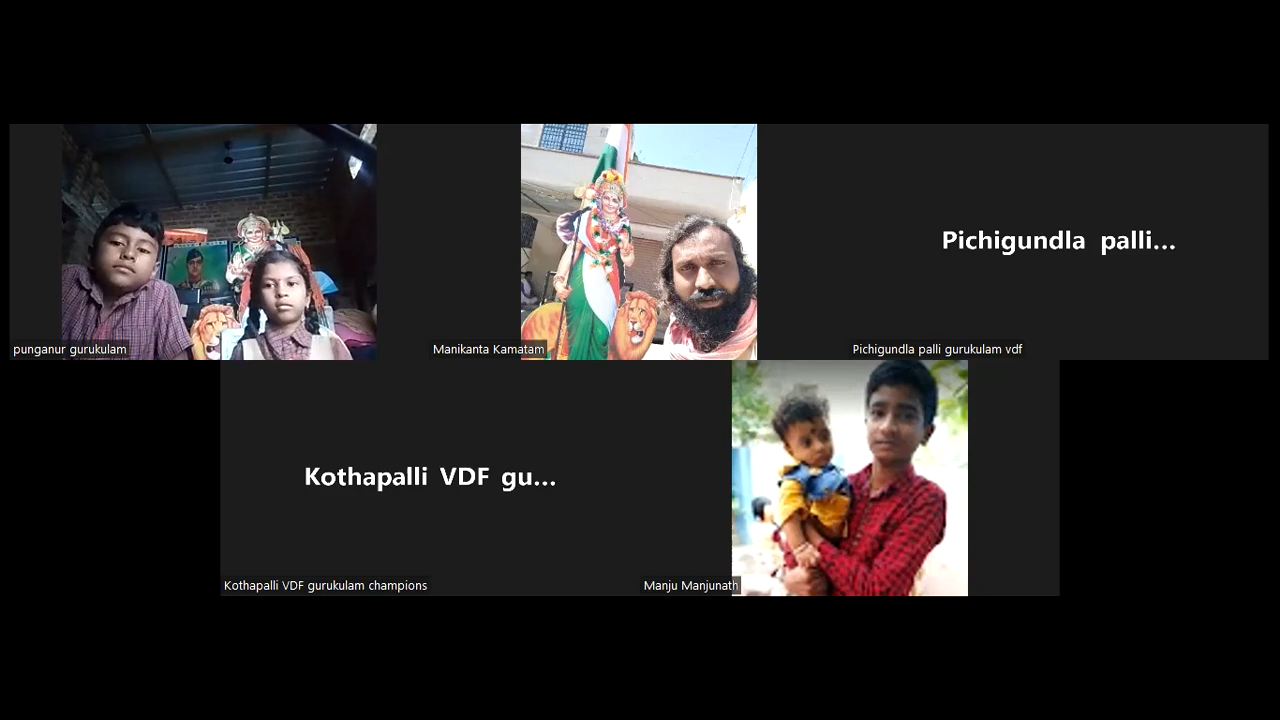 punganur gurukulam
Manikanta Kamatam
Pichigundla palli...
Pichigundla palli gurukulam vdf
Kothapalli VDF gu...
Kothapalli VDF gurukulam champions
Manju Manjunath